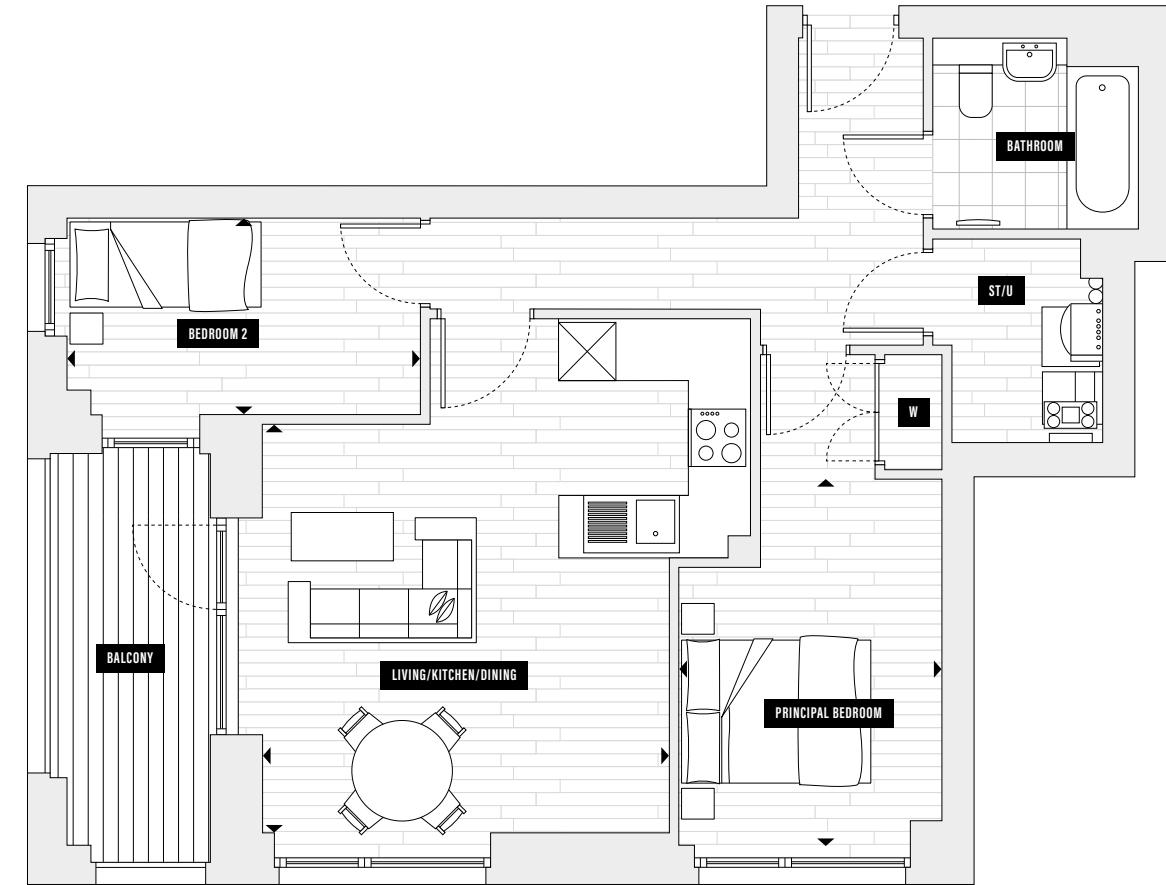 BATHROOM
ST/U
BEDROOM 2
W
BALCONY
LIVING/KITCHEN/DINING
PRINCIPAL BEDROOM